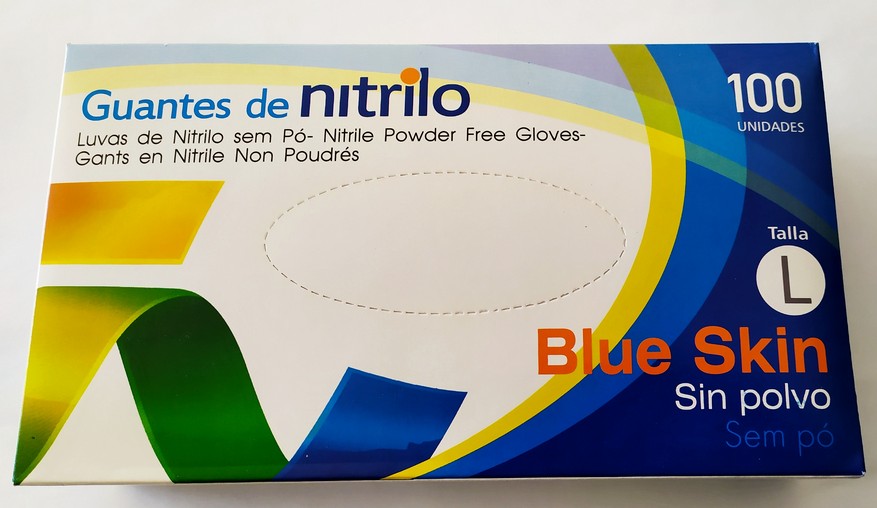 Guantes de nitrilo
Luvas de Nitrilo sem Pó- Nitrile Powder Free Gloves-
Gants en Nitrile Non Poudrés
100
UNIDADES
Talla
L
Blue Skin
Sin polvo
Sem pó